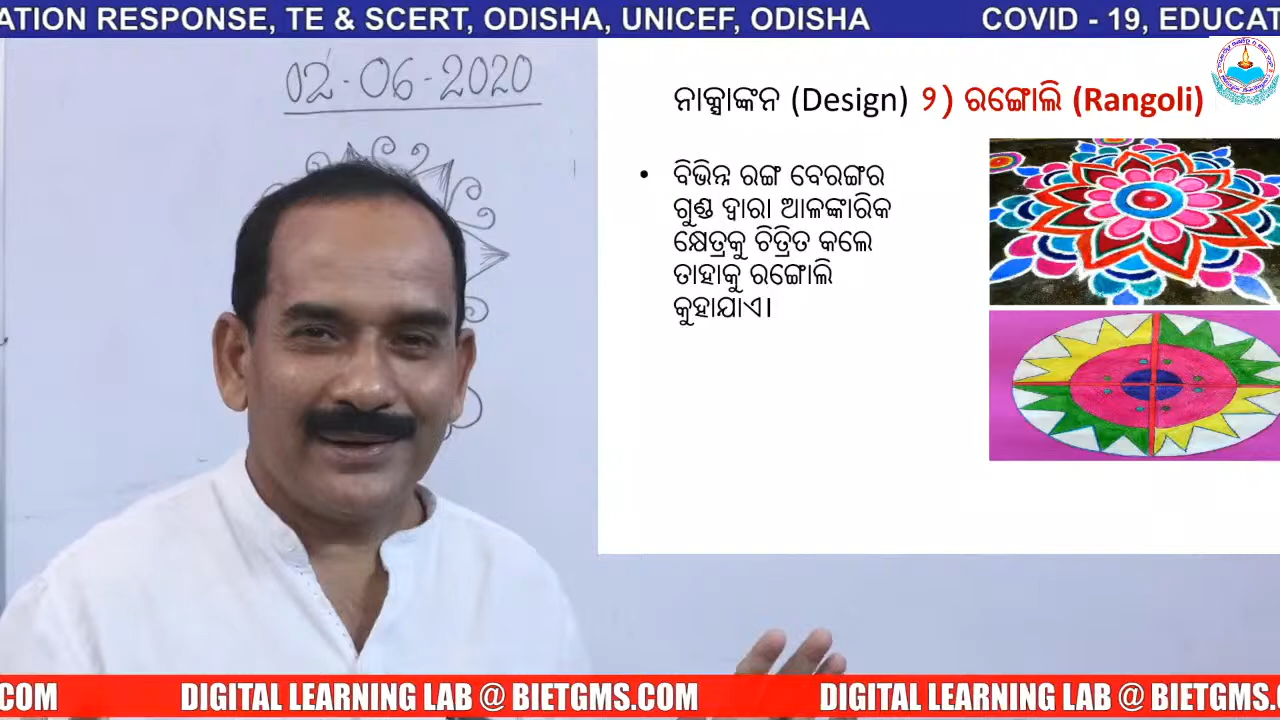 ATION RESPONSE, TE & SCERT, ODISHA, UNICEF, ODISHA COVID - 19, EDUCAT
02-06-2020
ନାକ୍ସାଙ୍କନ (Design) ୨) ରଙ୍ଗୋଲି (Rangoli)
• ବିଭିନ୍ନ ରଙ୍ଗ ବେରଙ୍ଗର
ଗୁଣ୍ଡ ଦ୍ୱାରା ଆଳଙ୍କାରିକ
କ୍ଷେତ୍ରକୁ ଚିତ୍ରିତ କଲେ
ତାହାକୁ ରଙ୍ଗୋଲି
କୁହାଯାଏ।
.COM DIGITAL LEARNING LAB @ BIETGMS.COM DIGITAL LEARNING LAB @ BIETGMS.C